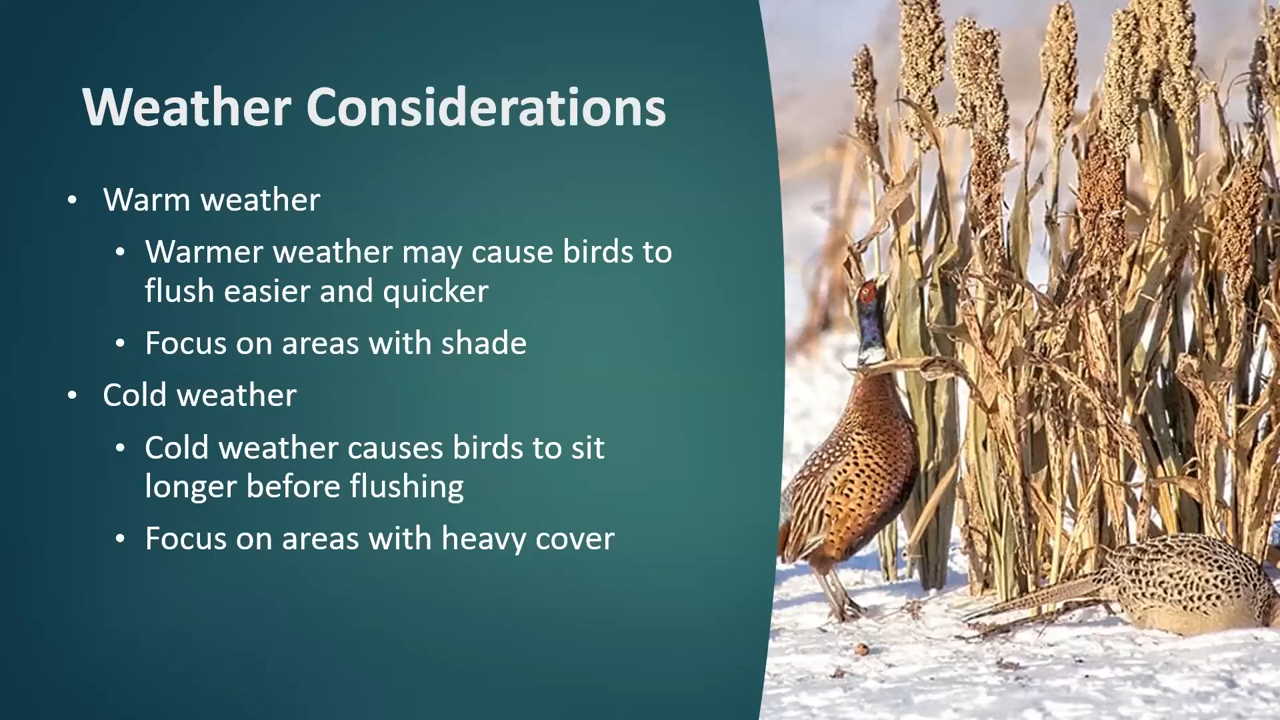 Weather Considerations
• Warm weather
• Warmer weather may cause birds to
flush easier and quicker
• Focus on areas with shade
• Cold weather
• Cold weather causes birds to sit
longer before flushing
• Focus on areas with heavy cover